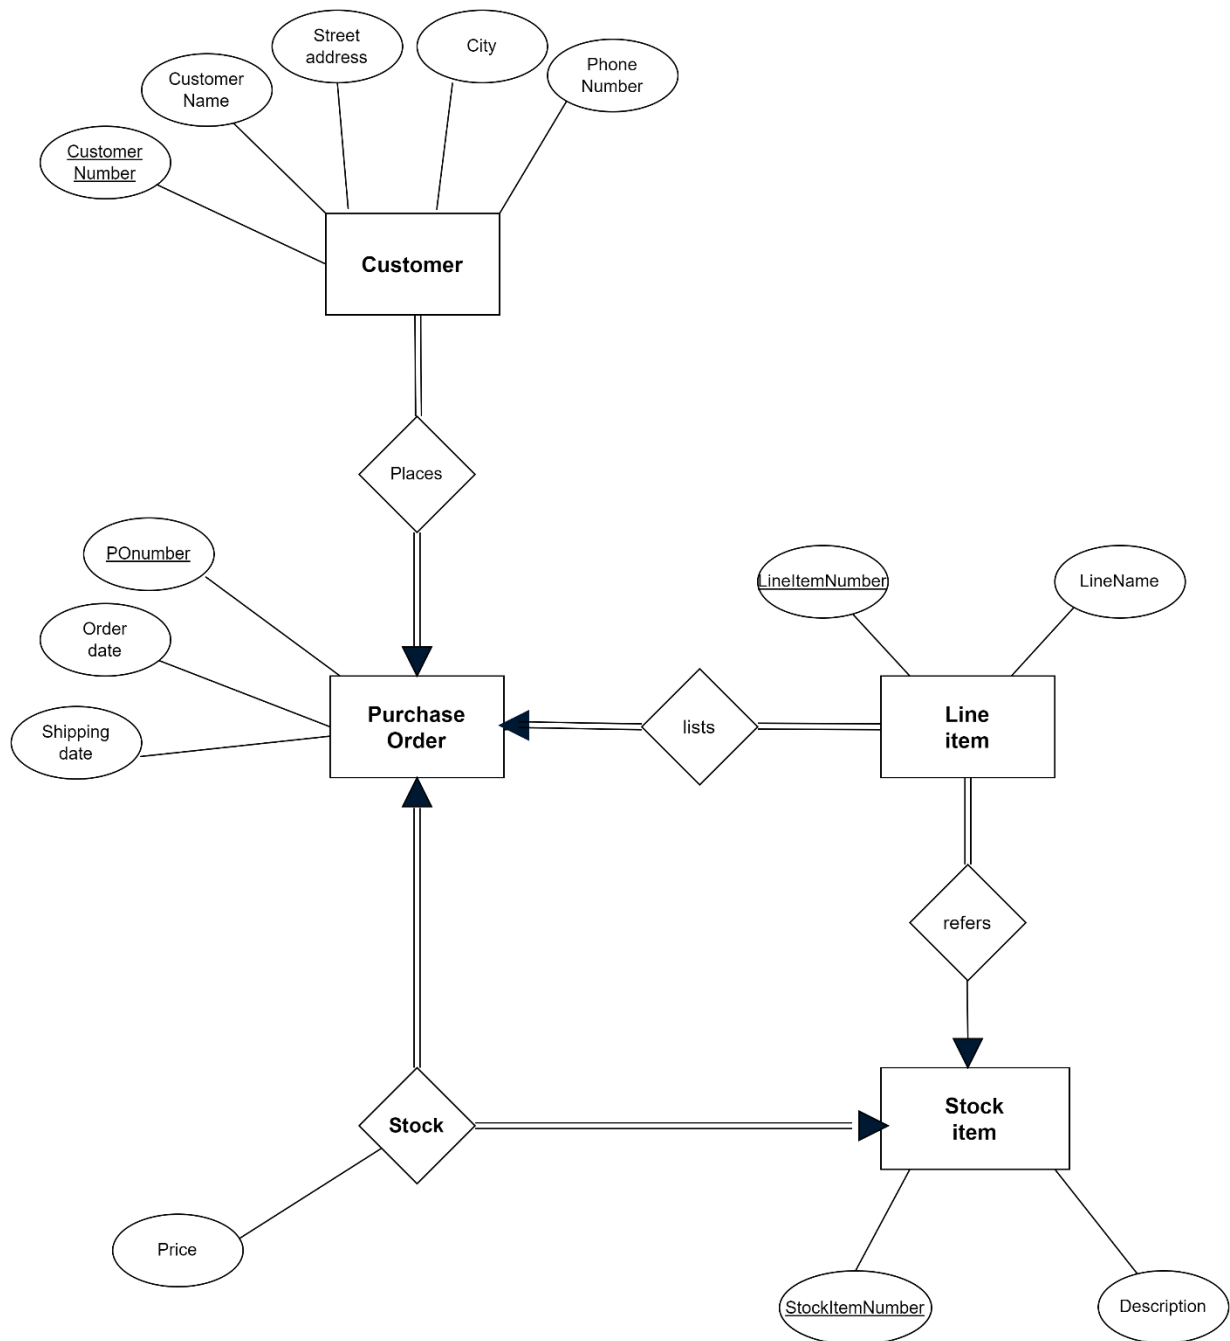 Street
address
City
Phone
Number
Customer
Name
Customer
Number
Customer
Places
POnumber
Order
date
Shipping
date
Purchase
Order
lists
LineItemNumber
LineName
Line
item
refers
Stock
Stock
item
Price
StockItemNumber
Description